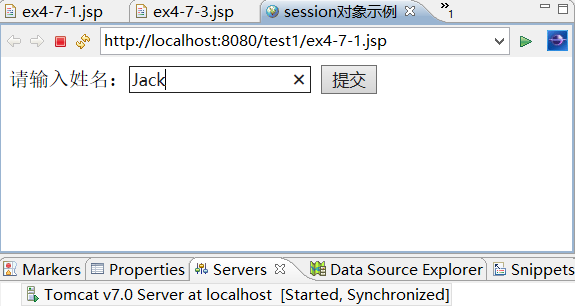 ex4-7-1.jsp ex4-7-3.jsp session对象示例 »1
http://localhost:8080/test1/ex4-7-1.jsp
请输入姓名： Jack 提交
Markers Properties Servers Data Source Explorer Snippets
Tomcat v7.0 Server at localhost [Started, Synchronized]